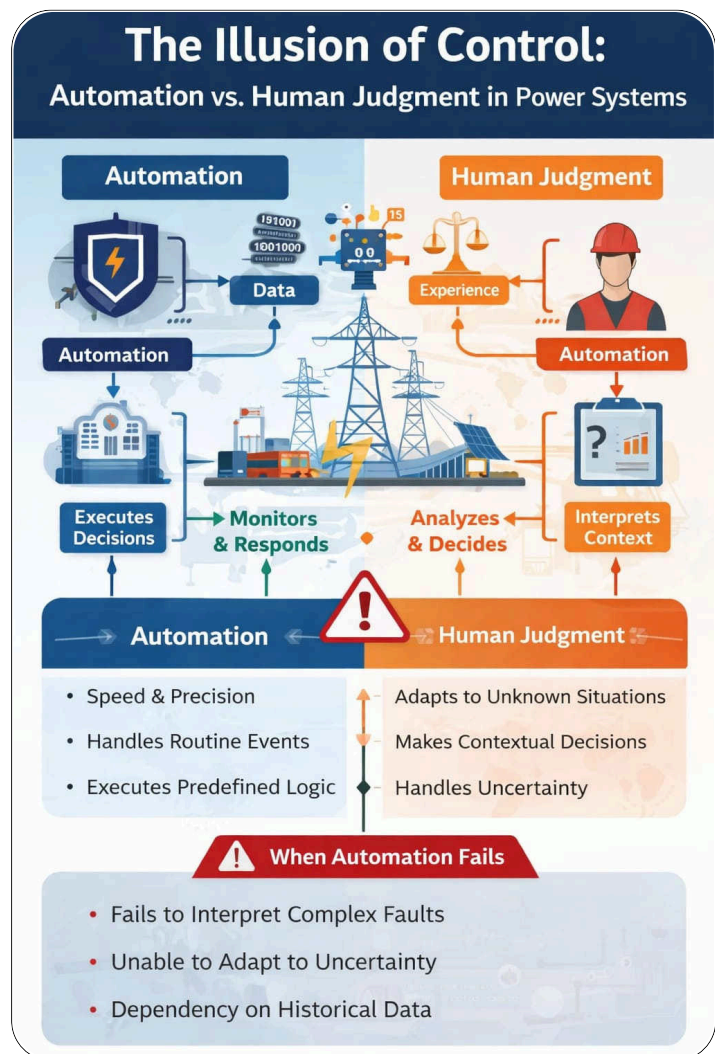 The Illusion of Control:
Automation vs. Human Judgment in Power Systems
Automation
Human Judgment
15
1001000
Data
Experience
Automation
Automation
?
Executes
Decisions
Monitors
& Responds
Analyzes
& Decides
Interprets
Context
!
Automation
Human Judgment
• Speed & Precision
• Handles Routine Events
• Executes Predefined Logic
Adapts to Unknown Situations
Makes Contextual Decisions
Handles Uncertainty
! When Automation Fails
• Fails to Interpret Complex Faults
• Unable to Adapt to Uncertainty
• Dependency on Historical Data